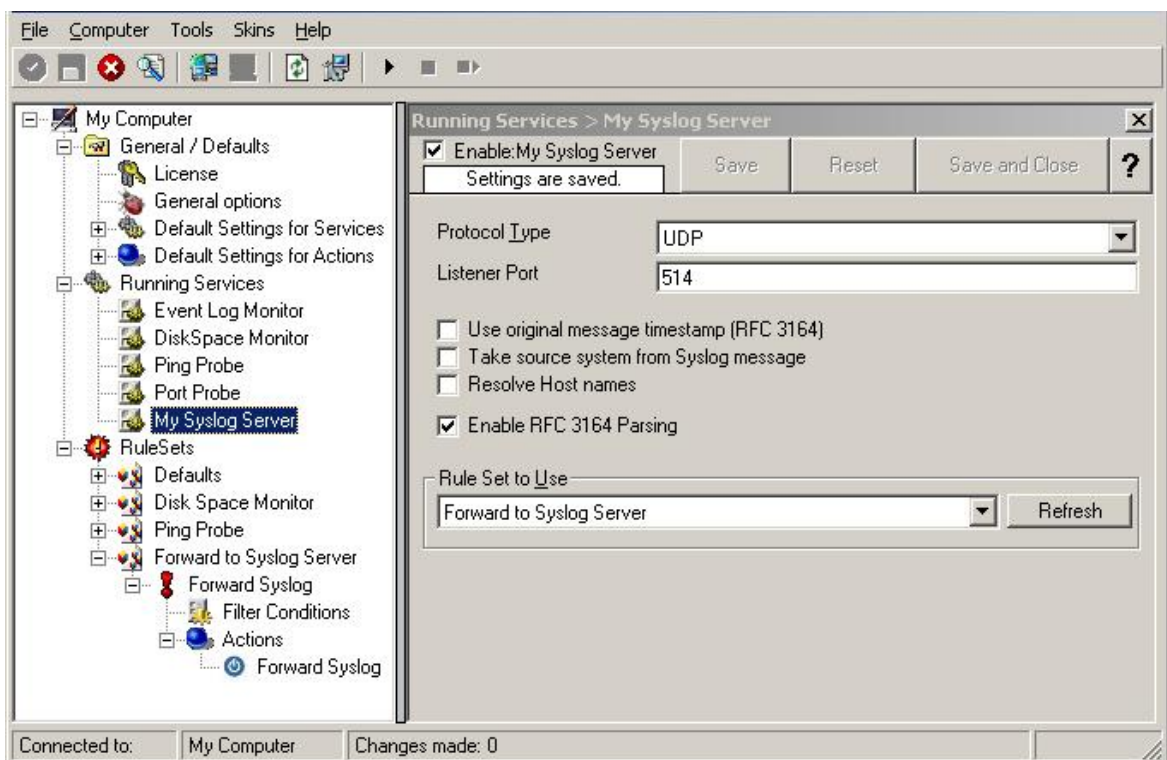 File Computer Tools Skins Help
My Computer
General / Defaults
License
General options
Default Settings for Services
Default Settings for Actions
Running Services
Event Log Monitor
DiskSpace Monitor
Ping Probe
Port Probe
My Syslog Server
RuleSets
Defaults
Disk Space Monitor
Ping Probe
Forward to Syslog Server
Forward Syslog
Filter Conditions
Actions
Forward Syslog
Running Services > My Syslog Server
Enable:My Syslog Server
Settings are saved.
Save Reset Save and Close ?
Protocol Type UDP
Listener Port 514
Use original message timestamp (RFC 3164)
Take source system from Syslog message
Resolve Host names
Enable RFC 3164 Parsing
Rule Set to Use
Forward to Syslog Server Refresh
Connected to: My Computer Changes made: 0